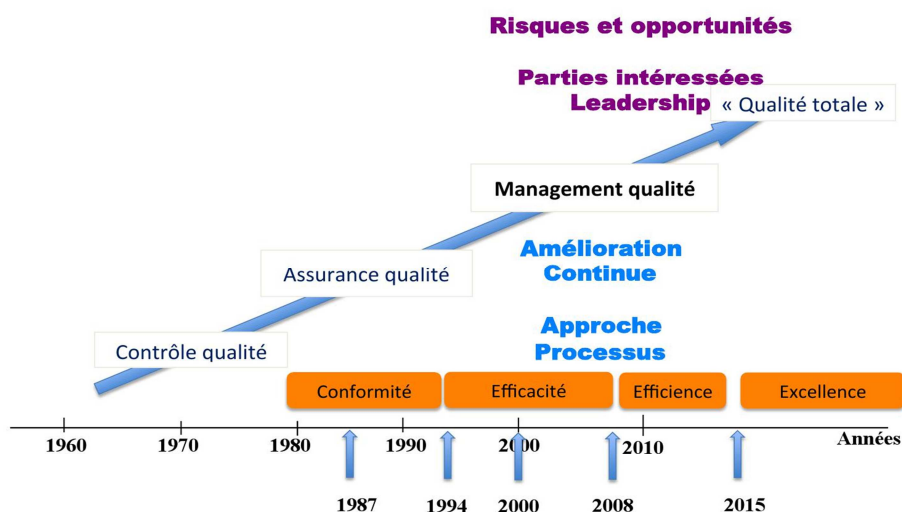 Risques et opportunités
Parties intéressées
Leadership
« Qualité totale »
Management qualité
Amélioration
Continue
Assurance qualité
Approche
Processus
Contrôle qualité
Conformité
Efficacité
Efficience
Excellence
1960
1970
1980
1990
2000
2010
Années
1987
1994
2000
2008
2015